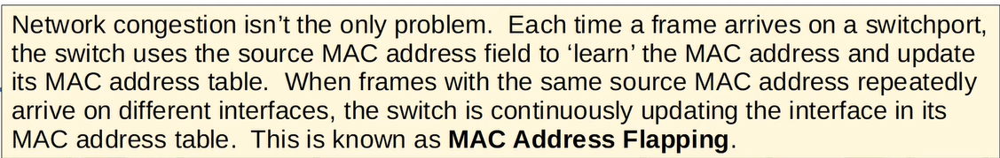 Network congestion isn’t the only problem.  Each time a frame arrives on a switchport,
the switch uses the source MAC address field to ‘learn’ the MAC address and update
its MAC address table.  When frames with the same source MAC address repeatedly
arrive on different interfaces, the switch is continuously updating the interface in its
MAC address table.  This is known as MAC Address Flapping.